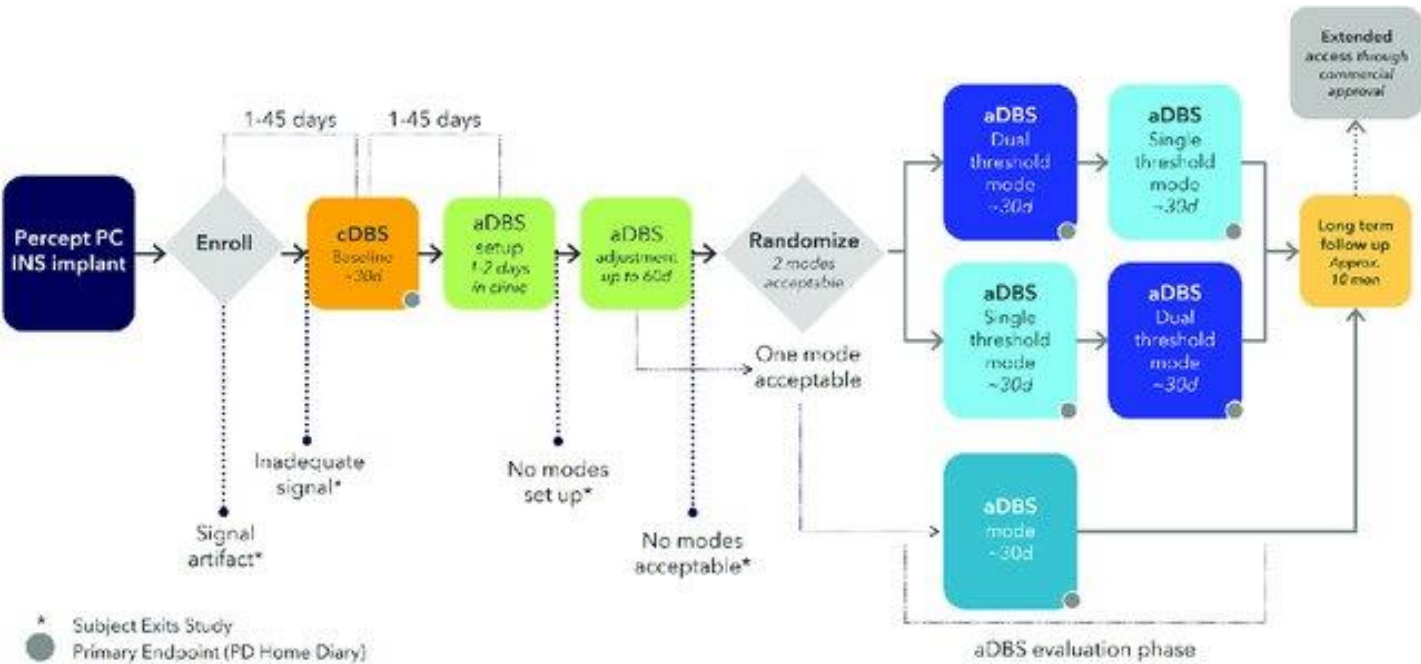 Extended
access through
commercial
approval
1-45 days
1-45 days
Percept PC
INS implant
Enroll
cDBS
Baseline
~30d
aDBS
setup
1-2 days
in clinic
aDBS
adjustment
up to 60d
Randomize
2 modes
acceptable
aDBS
Dual
threshold
mode
~30d
aDBS
Single
threshold
mode
~30d
aDBS
Single
threshold
mode
~30d
aDBS
Dual
threshold
mode
~30d
Long term
follow up
Approx.
10 mon
One mode
acceptable
Inadequate
signal*
No modes
set up*
Signal
artifact*
No modes
acceptable*
aDBS
mode
~30d
aDBS evaluation phase
* Subject Exits Study
Primary Endpoint (PD Home Diary)